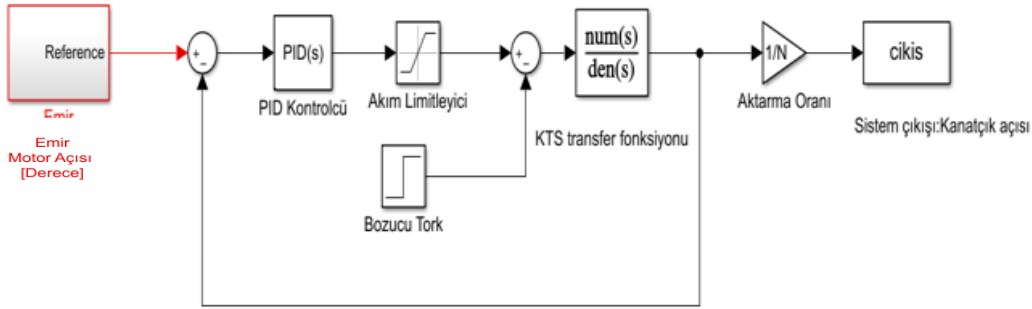 Reference
Emir
Emir
Motor Açısı
[Derece]
+
−
PID(s)
PID Kontrolcü
Akım Limitleyici
+
−
num(s)
den(s)
KTS transfer fonksiyonu
1/N
Aktarma Oranı
cikis
Sistem çıkışı:Kanatçık açısı
Bozucu Tork